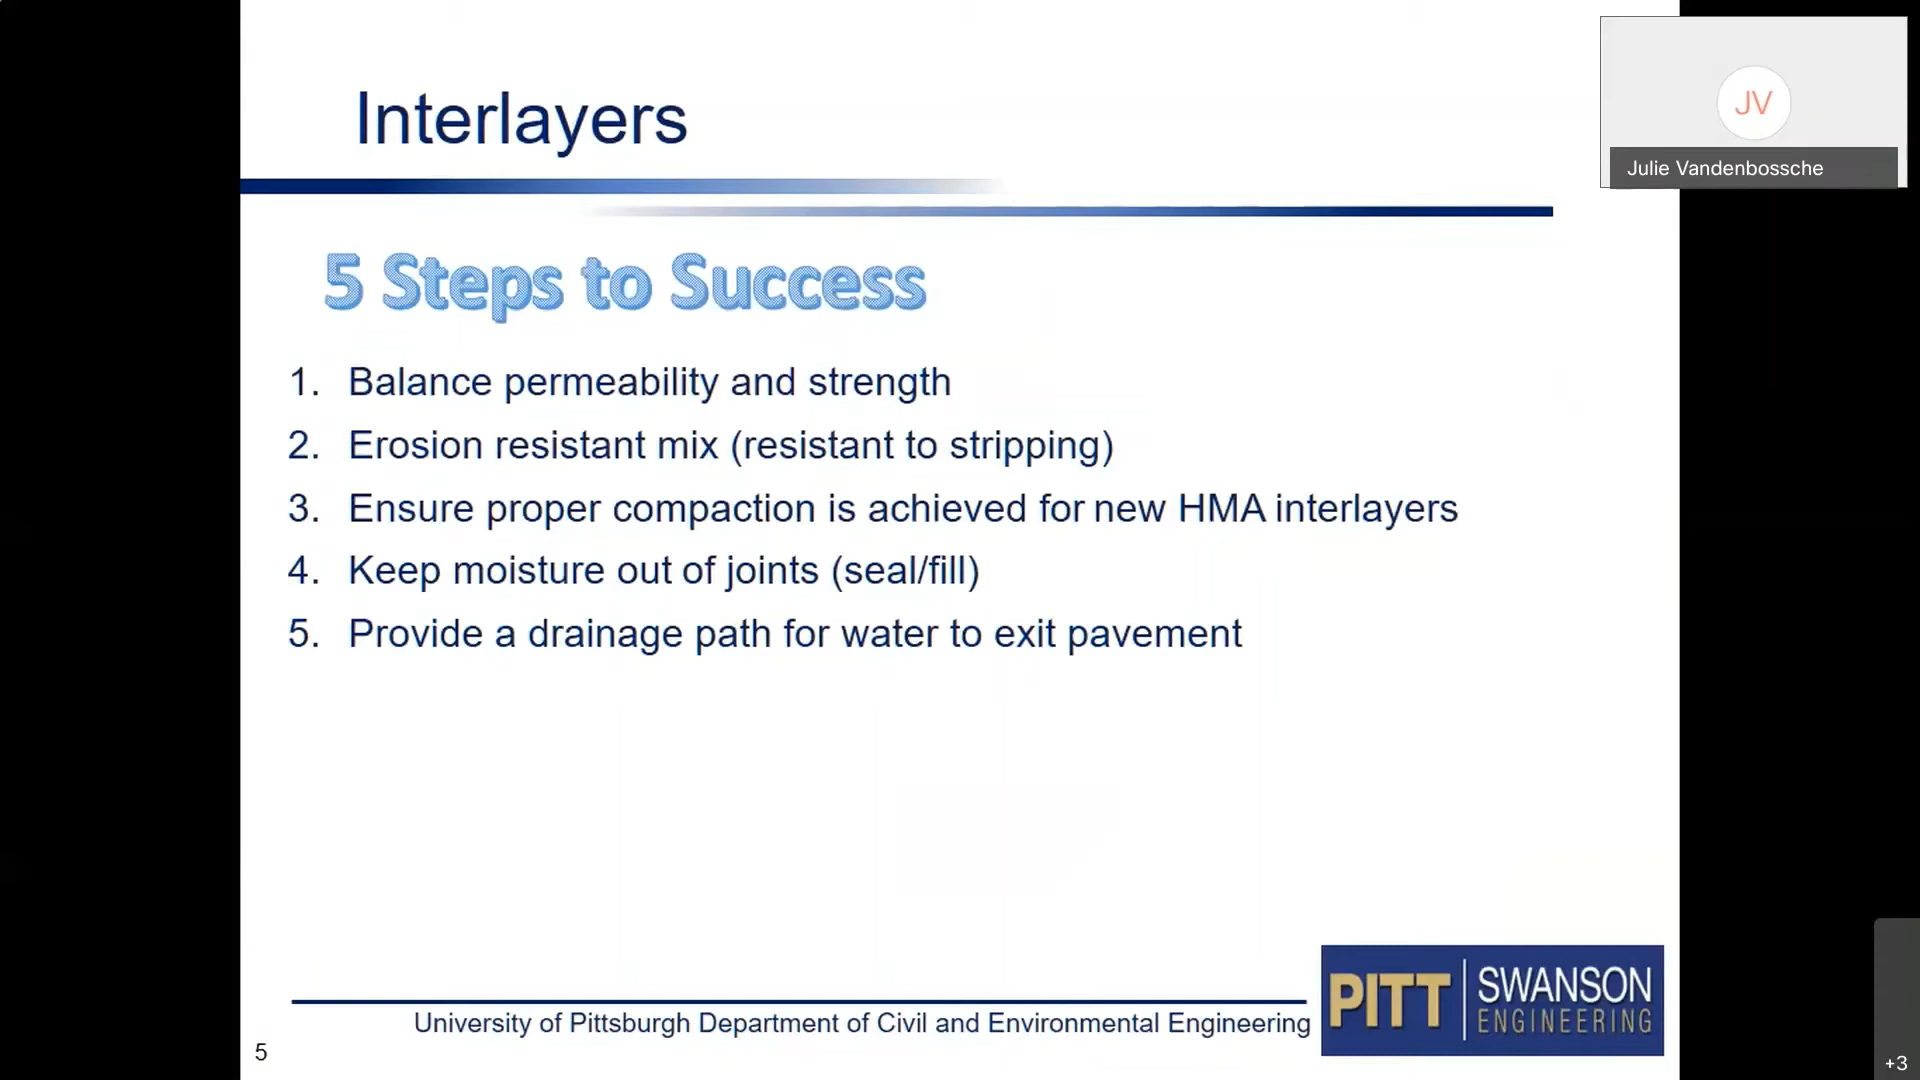 Interlayers
JV
Julie Vandenbossche
5 Steps to Success
1. Balance permeability and strength
2. Erosion resistant mix (resistant to stripping)
3. Ensure proper compaction is achieved for new HMA interlayers
4. Keep moisture out of joints (seal/fill)
5. Provide a drainage path for water to exit pavement
University of Pittsburgh Department of Civil and Environmental Engineering
PITT SWANSON
ENGINEERING
5
+3